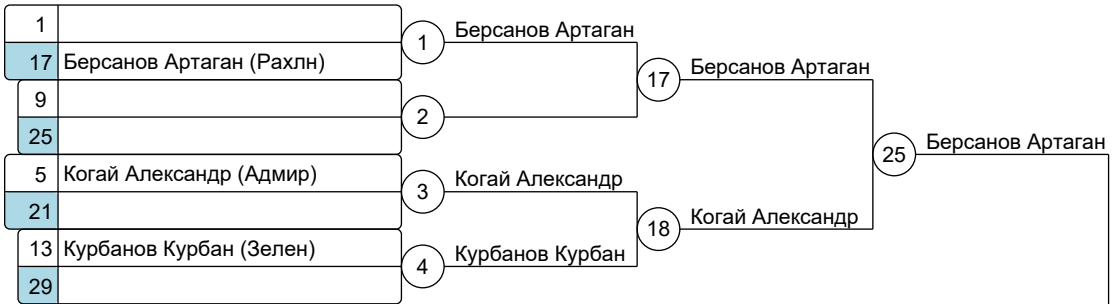 1
1 Берсанов Артаган
17 Берсанов Артаган (Рахлн)
17 Берсанов Артаган
9
2
25
25 Берсанов Артаган
5 Когай Александр (Адмир)
3 Когай Александр
21
18 Когай Александр
13 Курбанов Курбан (Зелен)
4 Курбанов Курбан
29